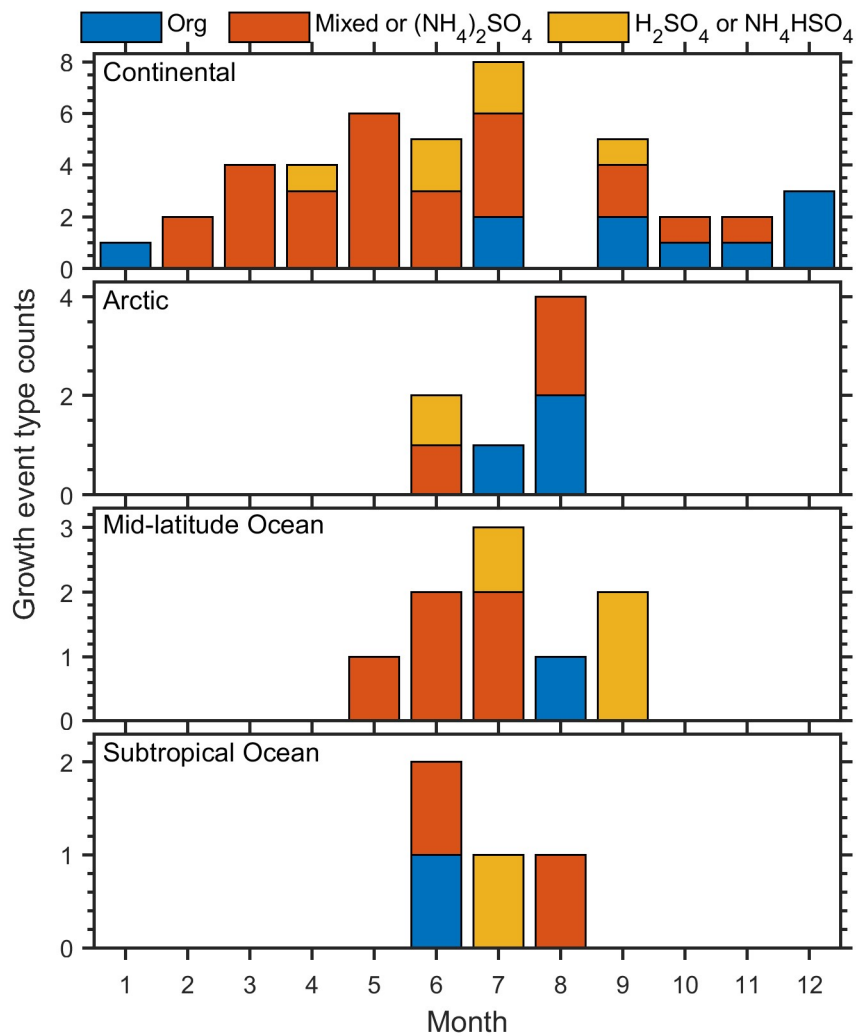 Org Mixed or (NH₄)₂SO₄ H₂SO₄ or NH₄HSO₄
Continental
8
6
4
2
0
Arctic
4
2
0
Mid-latitude Ocean
3
2
1
0
Subtropical Ocean
2
1
0
1 2 3 4 5 6 7 8 9 10 11 12
Month
Growth event type counts